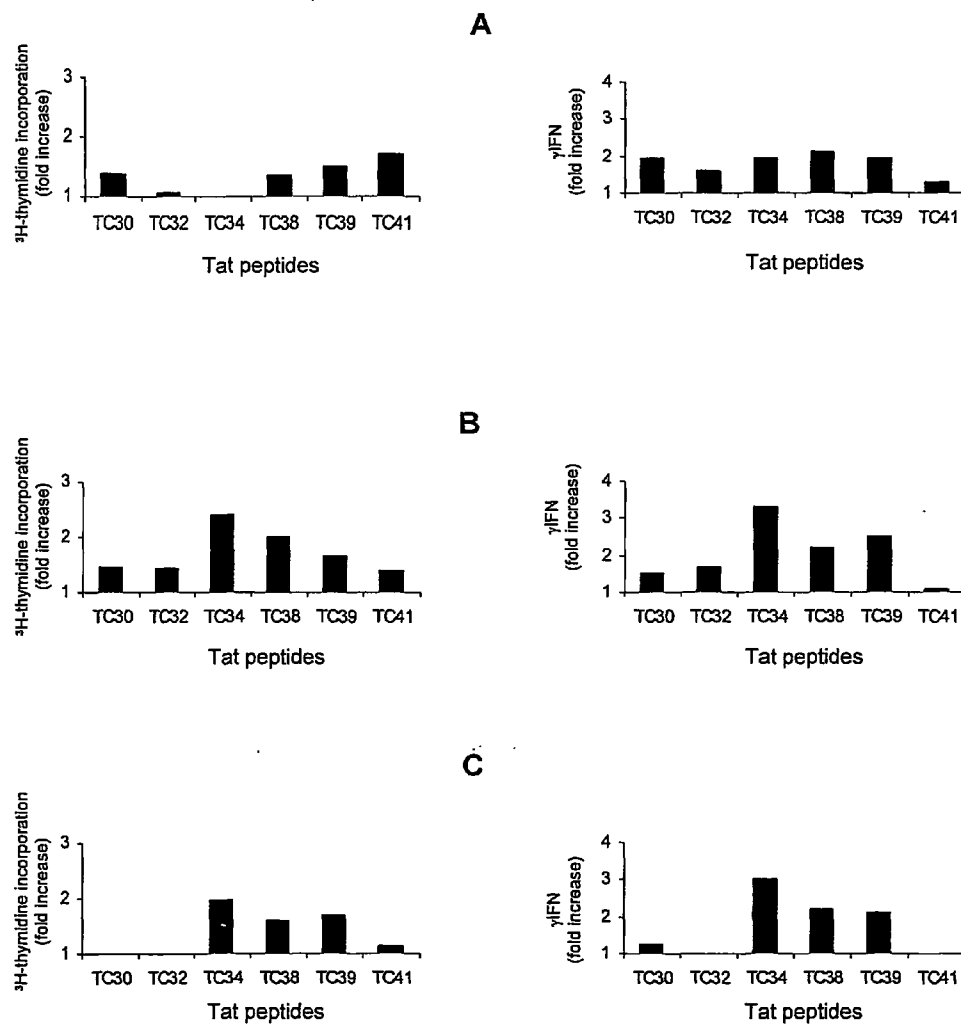 A
³H-thymidine incorporation
(fold increase)
3
2
1
TC30 TC32 TC34 TC38 TC39 TC41
Tat peptides
γIFN
(fold increase)
4
3
2
1
TC30 TC32 TC34 TC38 TC39 TC41
Tat peptides
B
³H-thymidine incorporation
(fold increase)
3
2
1
TC30 TC32 TC34 TC38 TC39 TC41
Tat peptides
γIFN
(fold increase)
4
3
2
1
TC30 TC32 TC34 TC38 TC39 TC41
Tat peptides
C
³H-thymidine incorporation
(fold increase)
3
2
1
TC30 TC32 TC34 TC38 TC39 TC41
Tat peptides
γIFN
(fold increase)
4
3
2
1
TC30 TC32 TC34 TC38 TC39 TC41
Tat peptides